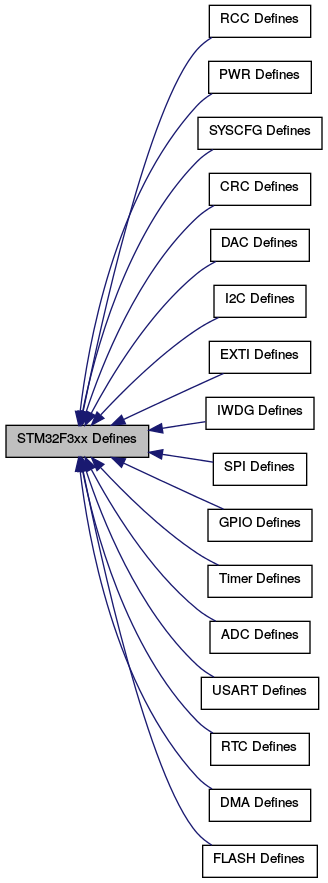 RCC Defines
PWR Defines
SYSCFG Defines
CRC Defines
DAC Defines
I2C Defines
EXTI Defines
IWDG Defines
STM32F3xx Defines
SPI Defines
GPIO Defines
Timer Defines
ADC Defines
USART Defines
RTC Defines
DMA Defines
FLASH Defines